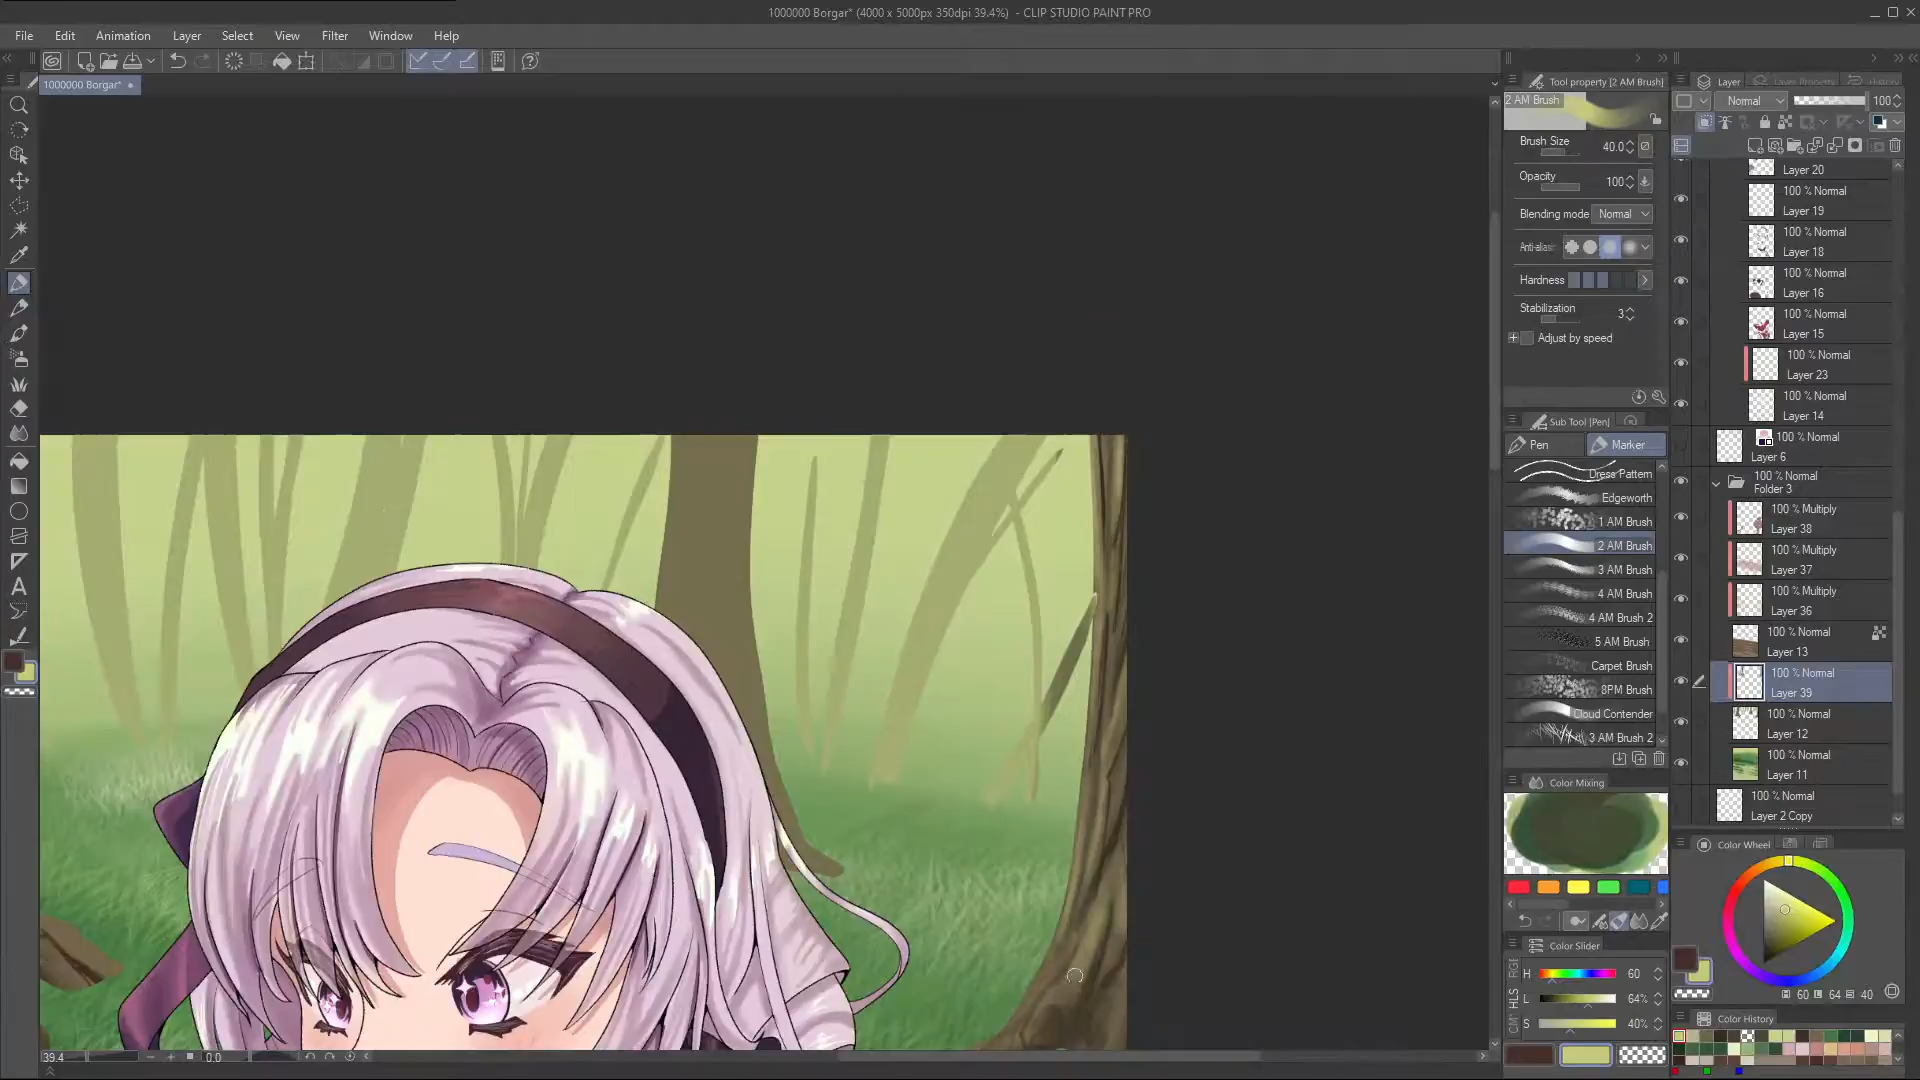 1000000 Borgar* (4000 x 5000px 350dpi 39.4%) - CLIP STUDIO PAINT PRO
File Edit Animation Layer Select View Filter Window Help
1000000 Borgar*
Tool property [2 AM Brush]
2 AM Brush
Brush Size 40.0
Opacity 100
Blending mode Normal
Anti-alias
Hardness
Stabilization 3
Adjust by speed
Sub Tool [Pen]
Pen Marker
Dress Pattern
Edgeworth
1 AM Brush
2 AM Brush
3 AM Brush
4 AM Brush
4 AM Brush 2
5 AM Brush
Carpet Brush
8PM Brush
Cloud Contender
3 AM Brush 2
Color Mixing
Color Slider
RGB
HLS
H 60
L 64%
S 40%
Layer Layer Property History
Normal 100
Layer 20
100 % Normal
Layer 19
100 % Normal
Layer 18
100 % Normal
Layer 16
100 % Normal
Layer 15
100 % Normal
Layer 23
100 % Normal
Layer 14
100 % Normal
Layer 6
100 % Normal
Folder 3
100 % Multiply
Layer 38
100 % Multiply
Layer 37
100 % Multiply
Layer 36
100 % Normal
Layer 13
100 % Normal
Layer 39
100 % Normal
Layer 12
100 % Normal
Layer 11
100 % Normal
Layer 2 Copy
Color Wheel
60 64 40
Color History
39.4 0.0